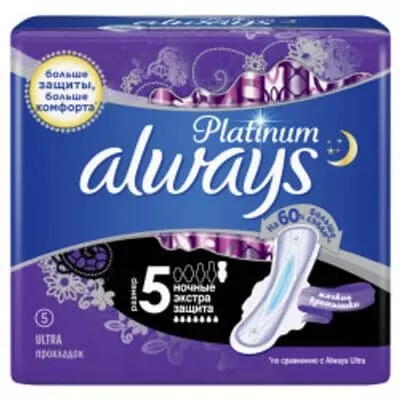 больше
защиты,
больше
комфорта*
Platinum
always
на 60%
больше
размер
5
ночные
экстра
защита
мягкие
5
ULTRA
прокладок
*по сравнению с Always Ultra